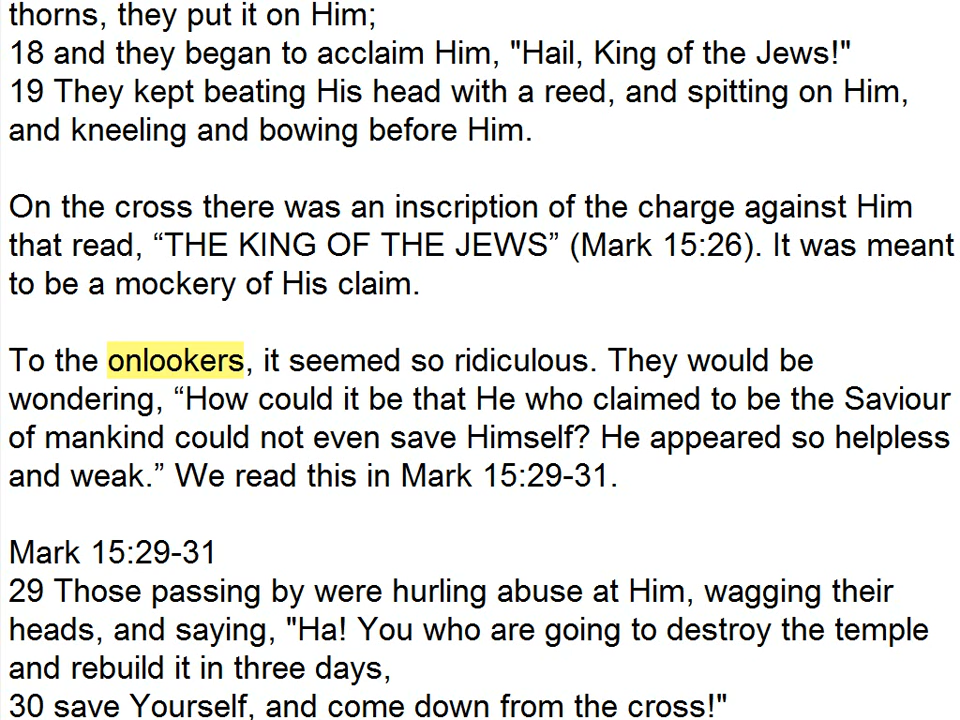 thorns, they put it on Him;
18 and they began to acclaim Him, "Hail, King of the Jews!"
19 They kept beating His head with a reed, and spitting on Him,
and kneeling and bowing before Him.
On the cross there was an inscription of the charge against Him
that read, “THE KING OF THE JEWS” (Mark 15:26). It was meant
to be a mockery of His claim.
To the onlookers, it seemed so ridiculous. They would be
wondering, “How could it be that He who claimed to be the Saviour
of mankind could not even save Himself? He appeared so helpless
and weak.” We read this in Mark 15:29-31.
Mark 15:29-31
29 Those passing by were hurling abuse at Him, wagging their
heads, and saying, "Ha! You who are going to destroy the temple
and rebuild it in three days,
30 save Yourself, and come down from the cross!"